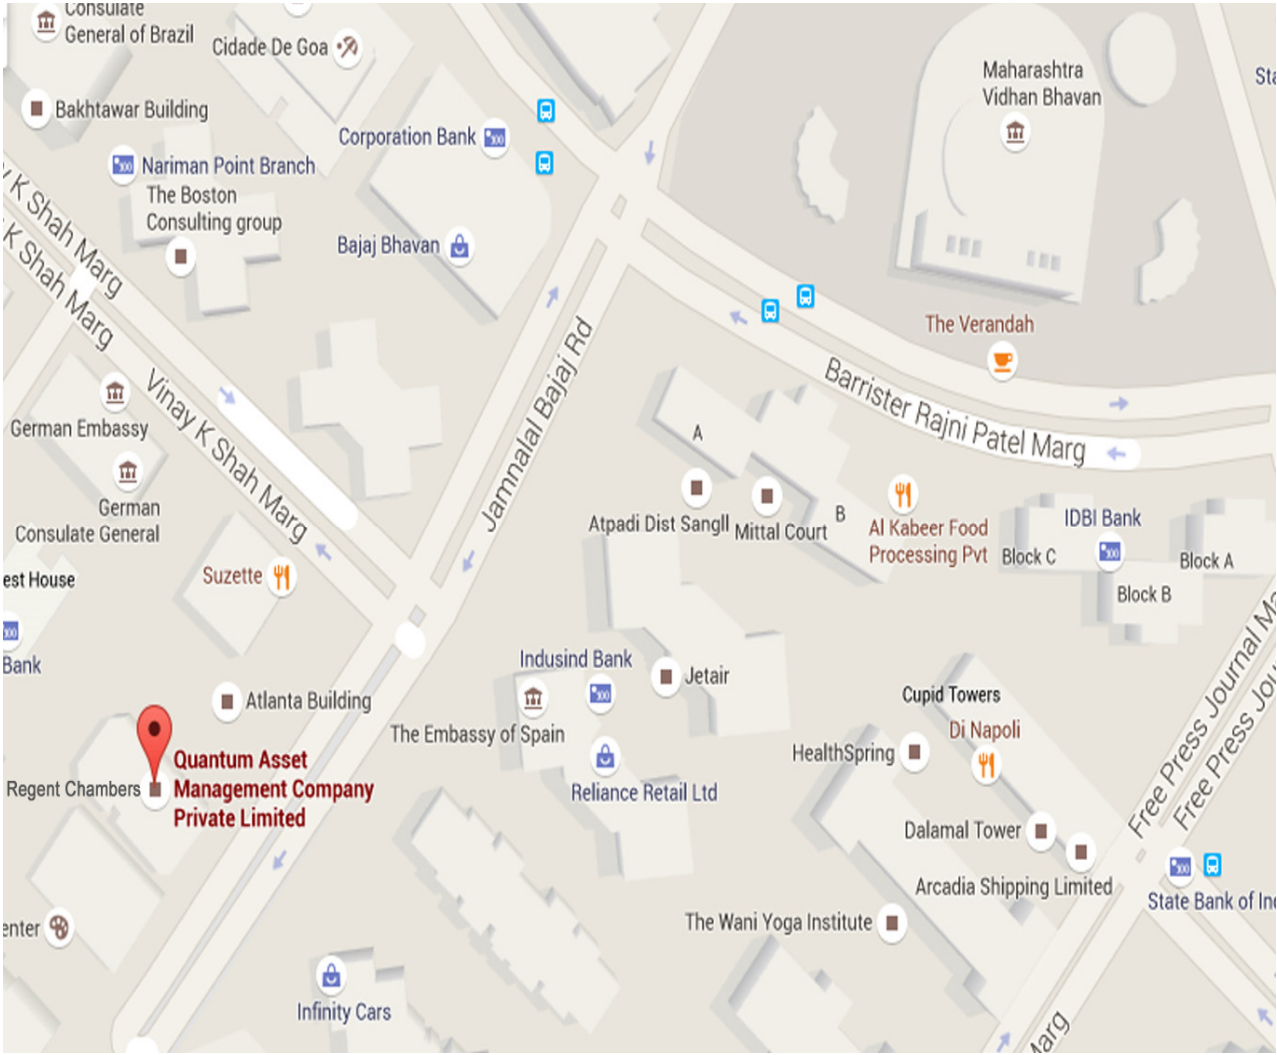 Consulate
General of Brazil
Cidade De Goa
Bakhtawar Building
Corporation Bank
Nariman Point Branch
The Boston
Consulting group
Bajaj Bhavan
Maharashtra
Vidhan Bhavan
The Verandah
K Shah Marg
K Shah Marg
Vinay K Shah Marg
Jamnalal Bajaj Rd
Barrister Rajni Patel Marg
German Embassy
German
Consulate General
Suzette
est House
Bank
A
Atpadi Dist Sangll
Mittal Court
B
Al Kabeer Food
Processing Pvt
IDBI Bank
Block C
Block A
Block B
Free Press Journal Ma
Free Press Jou
Indusind Bank
Jetair
The Embassy of Spain
Reliance Retail Ltd
Atlanta Building
Regent Chambers
Quantum Asset
Management Company
Private Limited
Cupid Towers
Di Napoli
HealthSpring
Dalamal Tower
Arcadia Shipping Limited
State Bank of Ind
The Wani Yoga Institute
enter
Infinity Cars
Marg